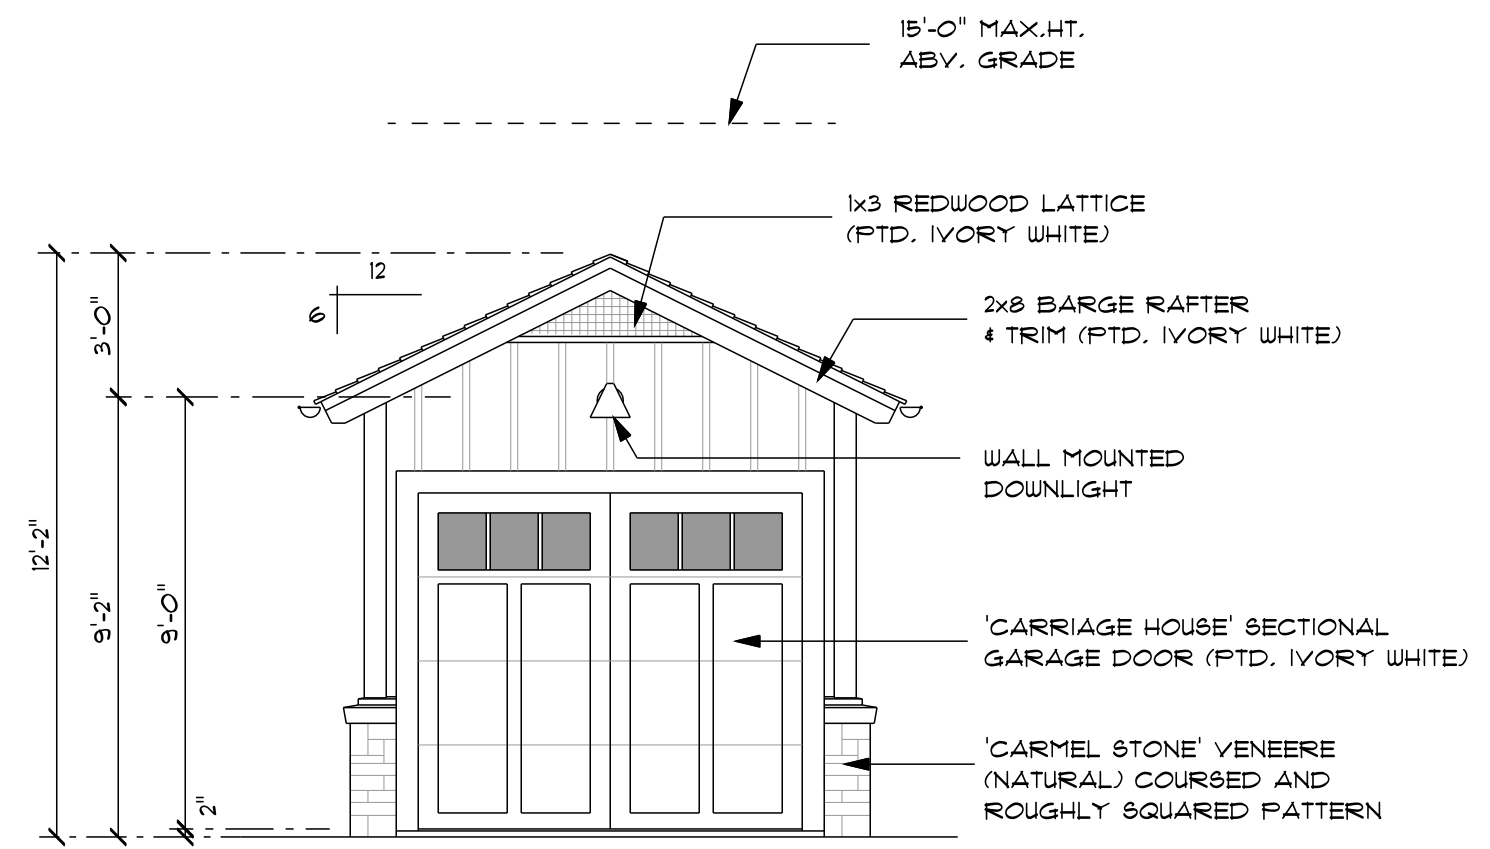 15'-0" MAX.HT.
ABV. GRADE
1x3 REDWOOD LATTICE
(PTD. IVORY WHITE)
12
6
3'-0"
2x8 BARGE RAFTER
& TRIM (PTD. IVORY WHITE)
WALL MOUNTED
DOWNLIGHT
12'-2"
9'-2"
9'-0"
'CARRIAGE HOUSE' SECTIONAL
GARAGE DOOR (PTD. IVORY WHITE)
'CARMEL STONE' VENEERE
(NATURAL) COURSED AND
ROUGHLY SQUARED PATTERN
2"